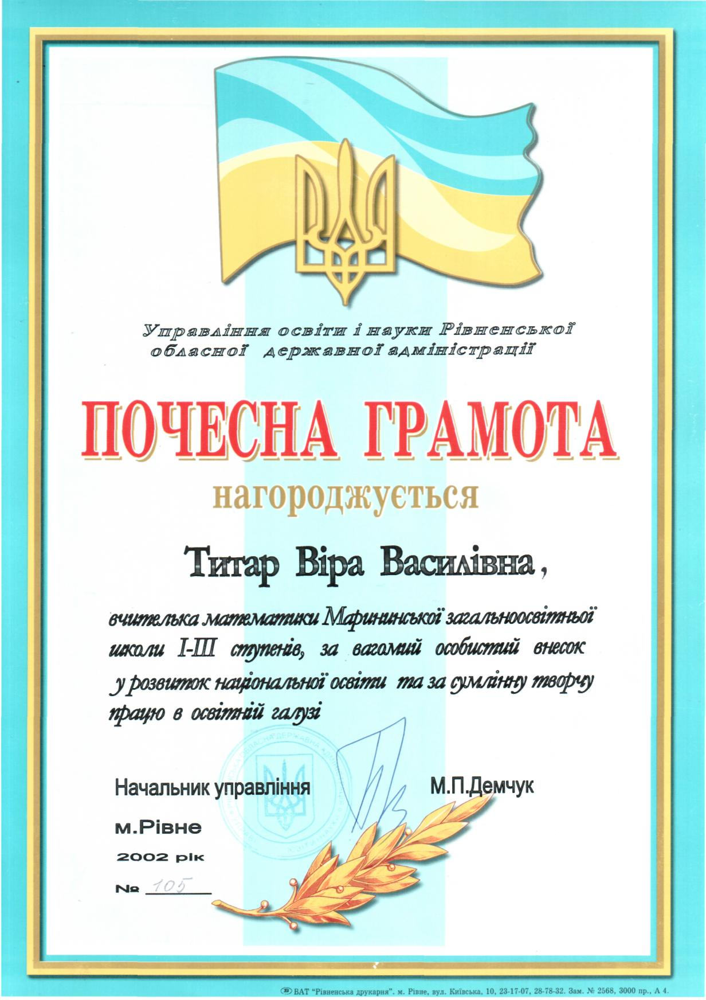 Управління освіти і науки Рівненської
обласної державної адміністрації
ПОЧЕСНА ГРАМОТА
нагороджується
Титар Віра Василівна,
вчителька математики Марининської загальноосвітньої
школи І-ІІІ ступенів, за вагомий особистий внесок
у розвиток національної освіти та за сумлінну творчу
працю в освітній галузі
Начальник управління М.П.Демчук
м.Рівне
2002 рік
№ 105
ВАТ “Рівненська друкарня”. м. Рівне, вул. Київська, 10, 23-17-07, 28-78-32. Зам. № 2568, 3000 пр., А 4.